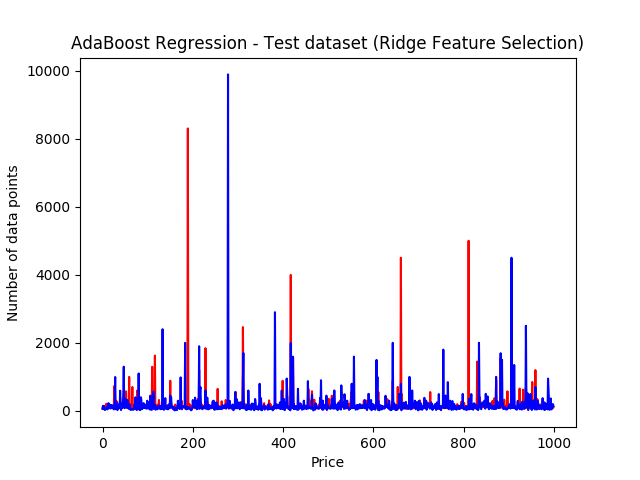 AdaBoost Regression - Test dataset (Ridge Feature Selection)
10000
8000
6000
4000
2000
0
Number of data points
0 200 400 600 800 1000
Price